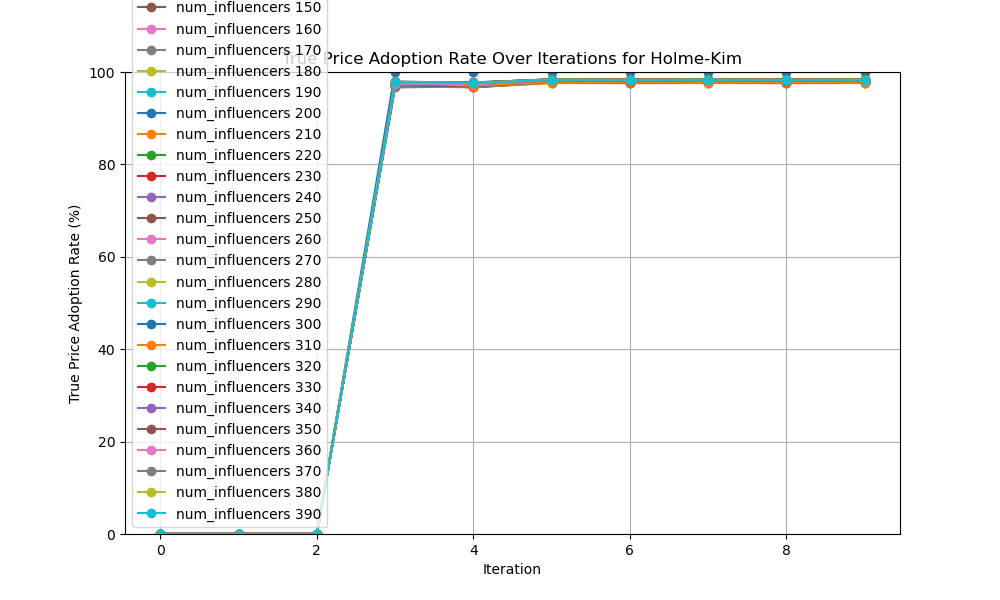 num_influencers 150
num_influencers 160
num_influencers 170
num_influencers 180
num_influencers 190
num_influencers 200
num_influencers 210
num_influencers 220
num_influencers 230
num_influencers 240
num_influencers 250
num_influencers 260
num_influencers 270
num_influencers 280
num_influencers 290
num_influencers 300
num_influencers 310
num_influencers 320
num_influencers 330
num_influencers 340
num_influencers 350
num_influencers 360
num_influencers 370
num_influencers 380
num_influencers 390
True Price Adoption Rate Over Iterations for Holme-Kim
True Price Adoption Rate (%)
100
80
60
40
20
0
0
2
4
6
8
Iteration